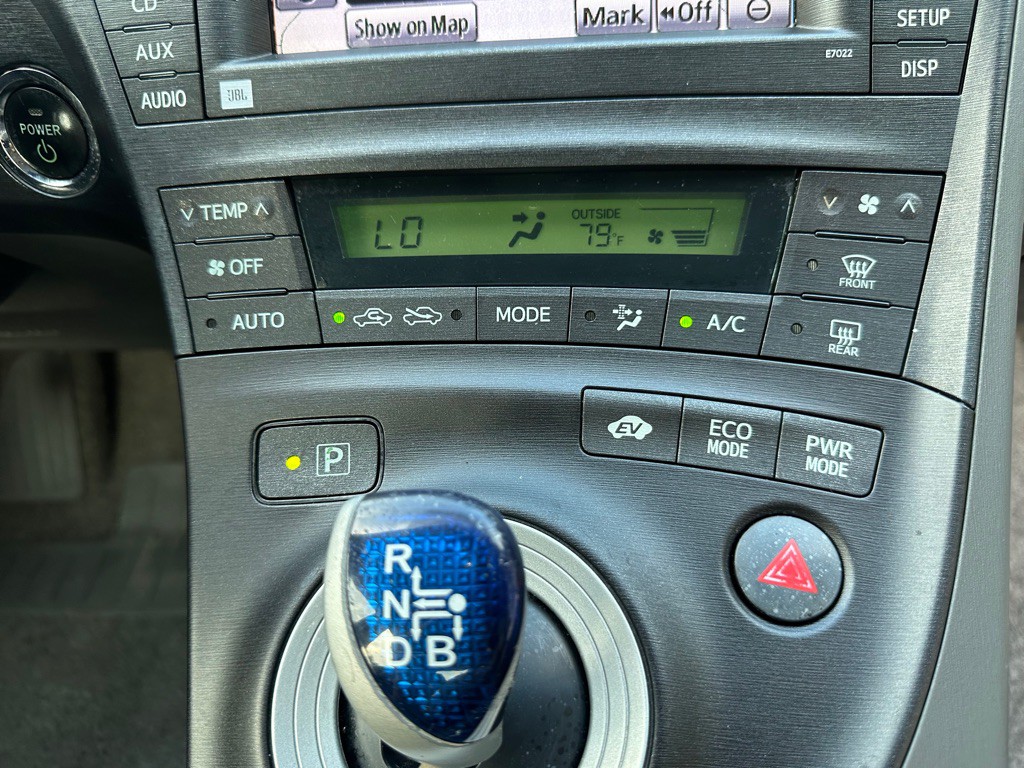 CD
Show on Map
Mark
Off
SETUP
AUX
E7022
DISP
AUDIO
JBL
POWER
TEMP
LO
OUTSIDE
79°F
OFF
FRONT
AUTO
MODE
A/C
REAR
P
EV
ECO
MODE
PWR
MODE
R
N
D B